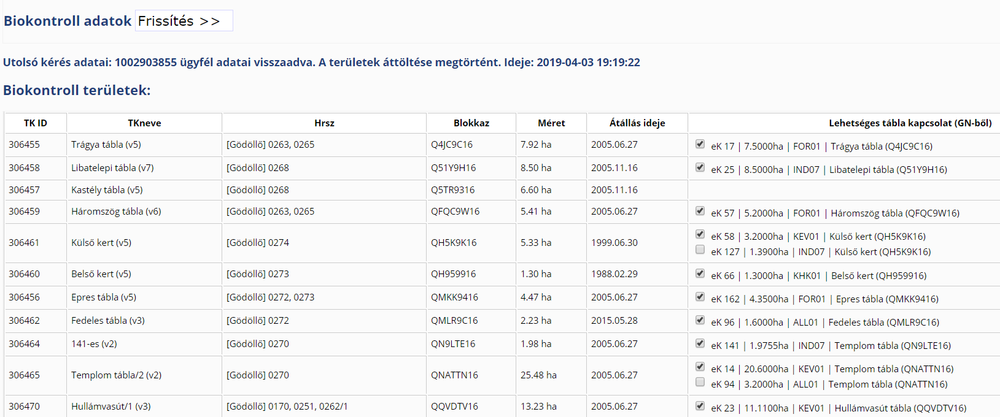 Biokontroll adatok Frissítés >>
Utolsó kérés adatai: 1002903855 ügyfél adatai visszaadva. A területek áttöltése megtörtént. Ideje: 2019-04-03 19:19:22
Biokontroll területek:
TK ID TKneve Hrsz Blokkaz Méret Átállás ideje Lehetséges tábla kapcsolat (GN-ből)
306455 Trágya tábla (v5) [Gödöllő] 0263, 0265 Q4JC9C16 7.92 ha 2005.06.27 eK 17 | 7.5000ha | FOR01 | Trágya tábla (Q4JC9C16)
306458 Libatelepi tábla (v7) [Gödöllő] 0268 Q51Y9H16 8.50 ha 2005.11.16 eK 25 | 8.5000ha | IND07 | Libatelepi tábla (Q51Y9H16)
306457 Kastély tábla (v5) [Gödöllő] 0268 Q5TR9316 6.60 ha 2005.11.16
306459 Háromszög tábla (v6) [Gödöllő] 0263, 0265 QFQC9W16 5.41 ha 2005.06.27 eK 57 | 5.2000ha | FOR01 | Háromszög tábla (QFQC9W16)
306461 Külső kert (v5) [Gödöllő] 0274 QH5K9K16 5.33 ha 1999.06.30 eK 58 | 3.2000ha | KEV01 | Külső kert (QH5K9K16)
eK 127 | 1.3900ha | IND07 | Külső kert (QH5K9K16)
306460 Belső kert (v5) [Gödöllő] 0273 QH959916 1.30 ha 1988.02.29 eK 66 | 1.3000ha | KHK01 | Belső kert (QH959916)
306456 Epres tábla (v5) [Gödöllő] 0272, 0273 QMKK9416 4.47 ha 2005.06.27 eK 162 | 4.3500ha | FOR01 | Epres tábla (QMKK9416)
306462 Fedeles tábla (v3) [Gödöllő] 0272 QMLR9C16 2.23 ha 2015.05.28 eK 96 | 1.6000ha | ALL01 | Fedeles tábla (QMLR9C16)
306464 141-es (v2) [Gödöllő] 0270 QN9LTE16 1.98 ha 2005.06.27 eK 141 | 1.9755ha | IND07 | Templom tábla (QN9LTE16)
306465 Templom tábla/2 (v2) [Gödöllő] 0270 QNATTN16 25.48 ha 2005.06.27 eK 14 | 20.6000ha | KEV01 | Templom tábla (QNATTN16)
eK 94 | 3.2000ha | ALL01 | Templom tábla (QNATTN16)
306470 Hullámvasút/1 (v3) [Gödöllő] 0170, 0251, 0262/1 QQVDTV16 13.23 ha 2005.06.27 eK 23 | 11.1100ha | KEV01 | Hullámvasút tábla (QQVDTV16)